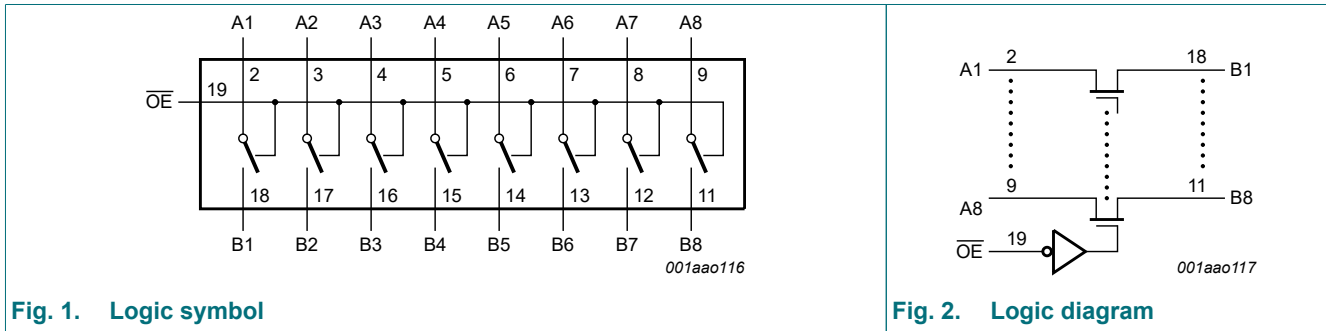 A1 A2 A3 A4 A5 A6 A7 A8
2 3 4 5 6 7 8 9
OE 19
18 17 16 15 14 13 12 11
B1 B2 B3 B4 B5 B6 B7 B8
001aao116
Fig. 1. Logic symbol
A1 2 18 B1
A8 9 11 B8
OE 19
001aao117
Fig. 2. Logic diagram